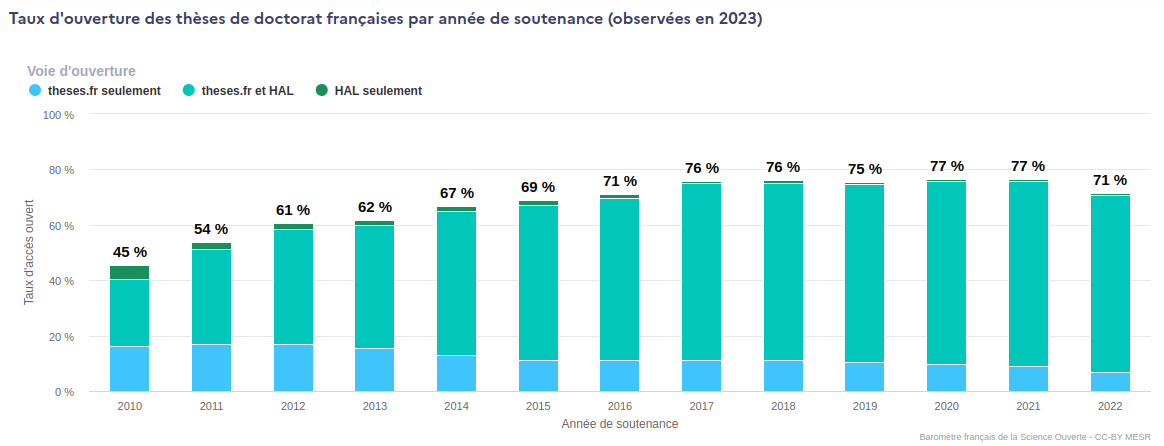 Taux d'ouverture des thèses de doctorat françaises par année de soutenance (observées en 2023)
Voie d'ouverture
theses.fr seulement theses.fr et HAL HAL seulement
100 %
80 %
60 %
40 %
20 %
0 %
Taux d'accès ouvert
45 % 54 % 61 % 62 % 67 % 69 % 71 % 76 % 76 % 75 % 77 % 77 % 71 %
2010 2011 2012 2013 2014 2015 2016 2017 2018 2019 2020 2021 2022
Année de soutenance
Baromètre français de la Science Ouverte - CC-BY MESR